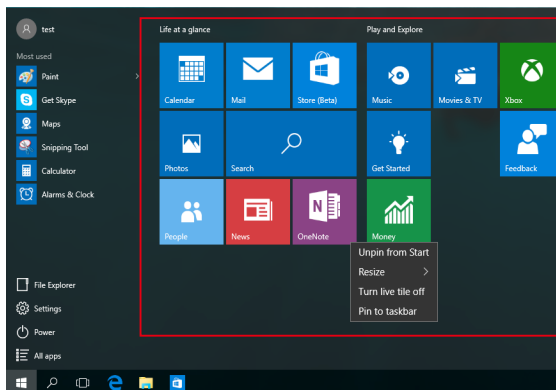 test
Most used
Paint
Get Skype
Maps
Snipping Tool
Calculator
Alarms & Clock
File Explorer
Settings
Power
All apps
Life at a glance
Calendar
Mail
Store (Beta)
Photos
Search
People
News
OneNote
Play and Explore
Music
Movies & TV
Xbox
Get Started
Feedback
Money
Unpin from Start
Resize
Turn live tile off
Pin to taskbar